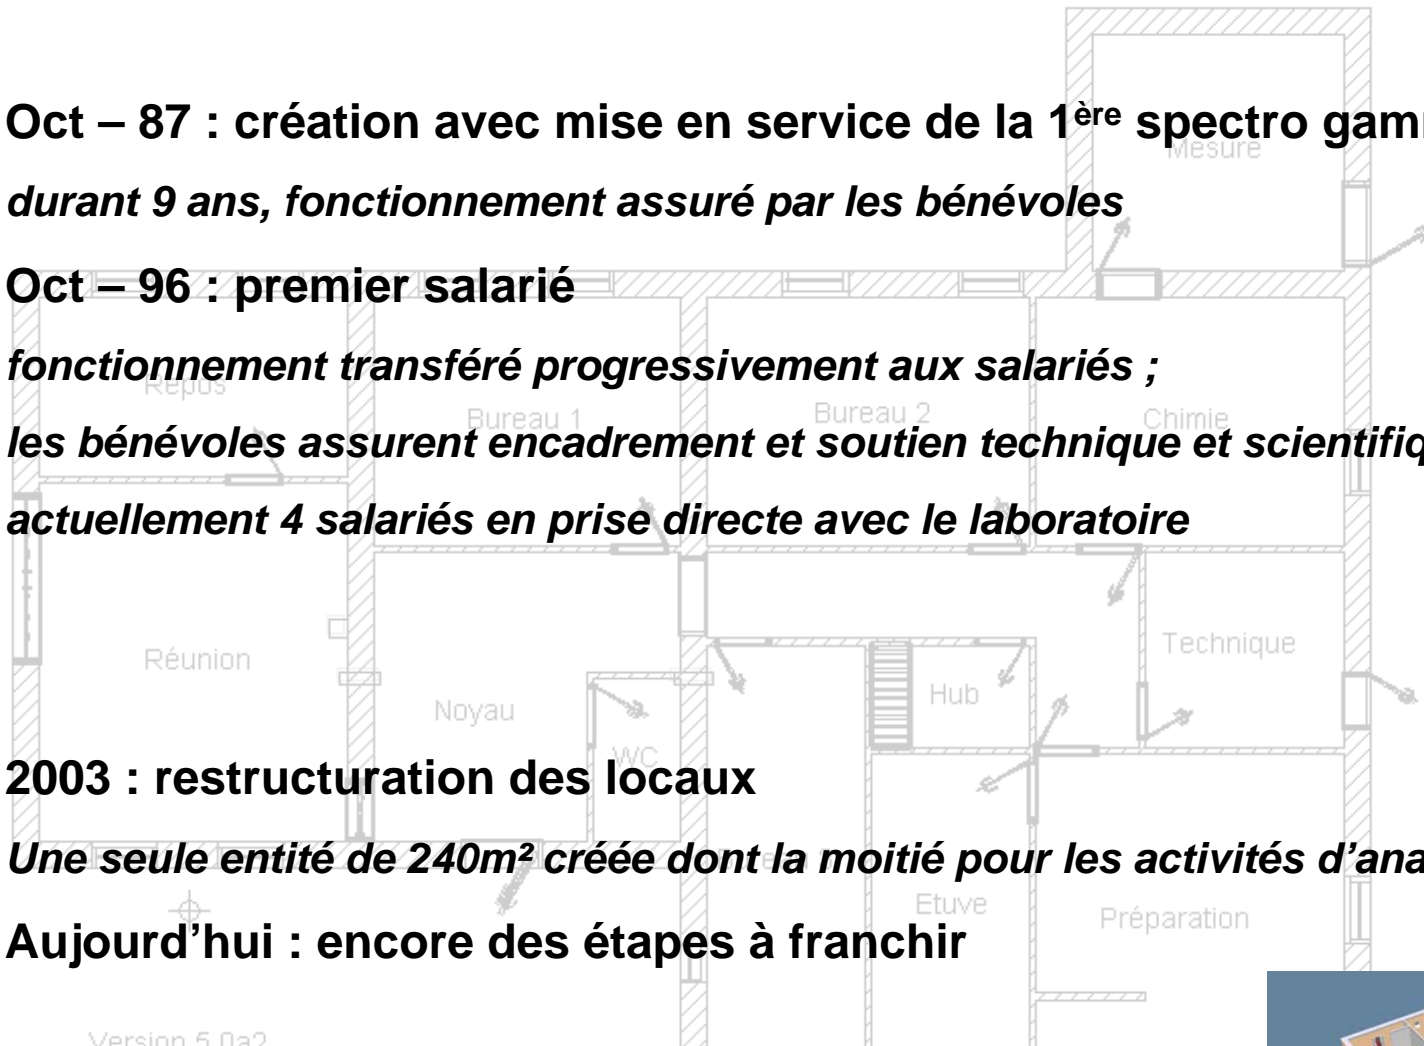 Oct – 87 : création avec mise en service de la 1ère spectro gam
Mesure
durant 9 ans, fonctionnement assuré par les bénévoles
Oct – 96 : premier salarié
fonctionnement transféré progressivement aux salariés ;
Repos
Bureau 1
Bureau 2
Chimie
les bénévoles assurent encadrement et soutien technique et scientifiq
actuellement 4 salariés en prise directe avec le laboratoire
Réunion
Technique
Noyau
Hub
WC
2003 : restructuration des locaux
Une seule entité de 240m² créée dont la moitié pour les activités d’ana
Etuve
Préparation
Aujourd’hui : encore des étapes à franchir
Version 5.0a2